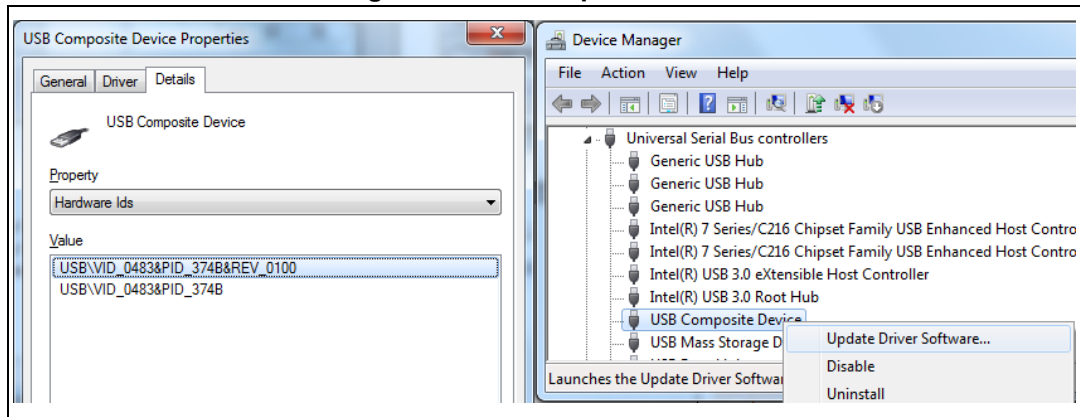 USB Composite Device Properties
General Driver Details
USB Composite Device
Property
Hardware Ids
Value
USB\VID_0483&PID_374B&REV_0100
USB\VID_0483&PID_374B
Device Manager
File Action View Help
Universal Serial Bus controllers
Generic USB Hub
Generic USB Hub
Generic USB Hub
Intel(R) 7 Series/C216 Chipset Family USB Enhanced Host Contro
Intel(R) 7 Series/C216 Chipset Family USB Enhanced Host Contro
Intel(R) USB 3.0 eXtensible Host Controller
Intel(R) USB 3.0 Root Hub
USB Composite Device
USB Mass Storage D
Update Driver Software...
Disable
Uninstall
Launches the Update Driver Softwa